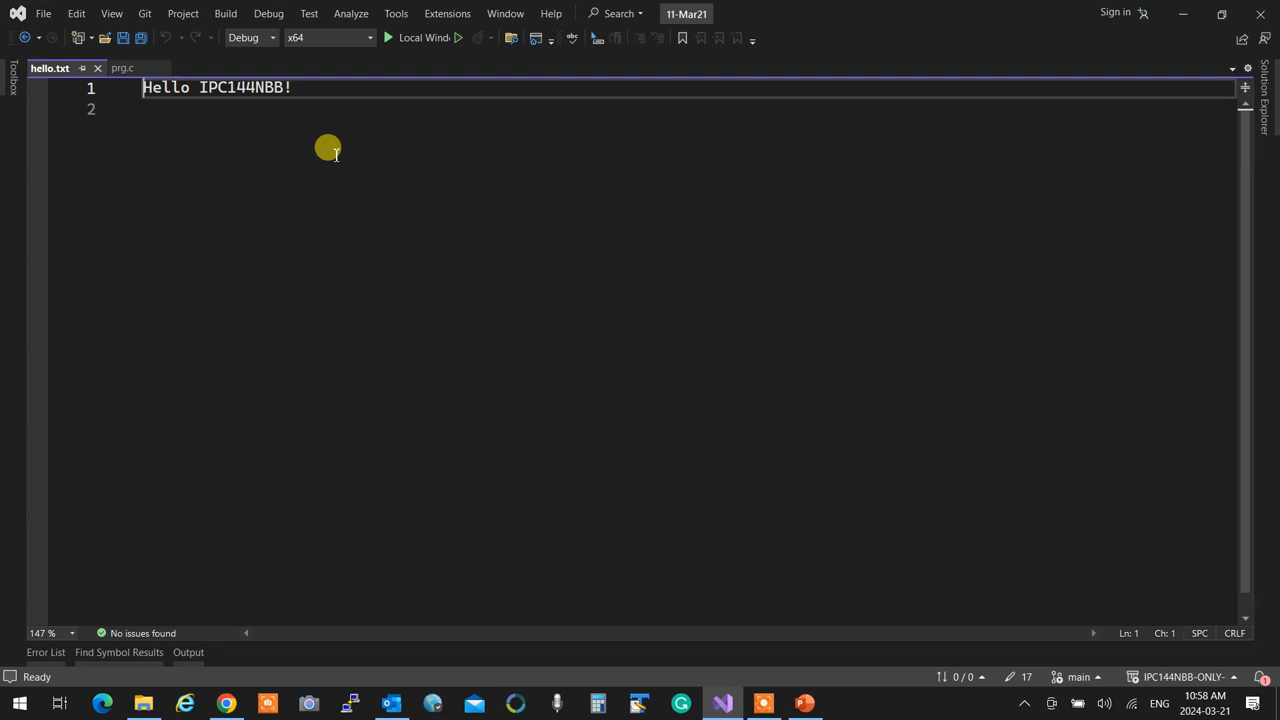 File Edit View Git Project Build Debug Test Analyze Tools Extensions Window Help Search 11-Mar21 Sign in
Debug x64 Local Wind
hello.txt prg.c
Toolbox
Solution Explorer
1 Hello IPC144NBB!
2
147 % No issues found Ln: 1 Ch: 1 SPC CRLF
Error List Find Symbol Results Output
Ready 0 / 0 17 main IPC144NBB-ONLY- 1
ENG 10:58 AM
2024-03-21